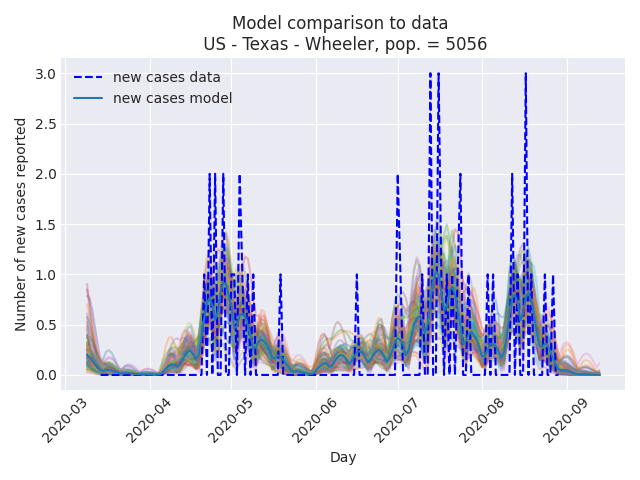 Model comparison to data
US - Texas - Wheeler, pop. = 5056
new cases data
new cases model
Number of new cases reported
3.0
2.5
2.0
1.5
1.0
0.5
0.0
2020-03
2020-04
2020-05
2020-06
2020-07
2020-08
2020-09
Day